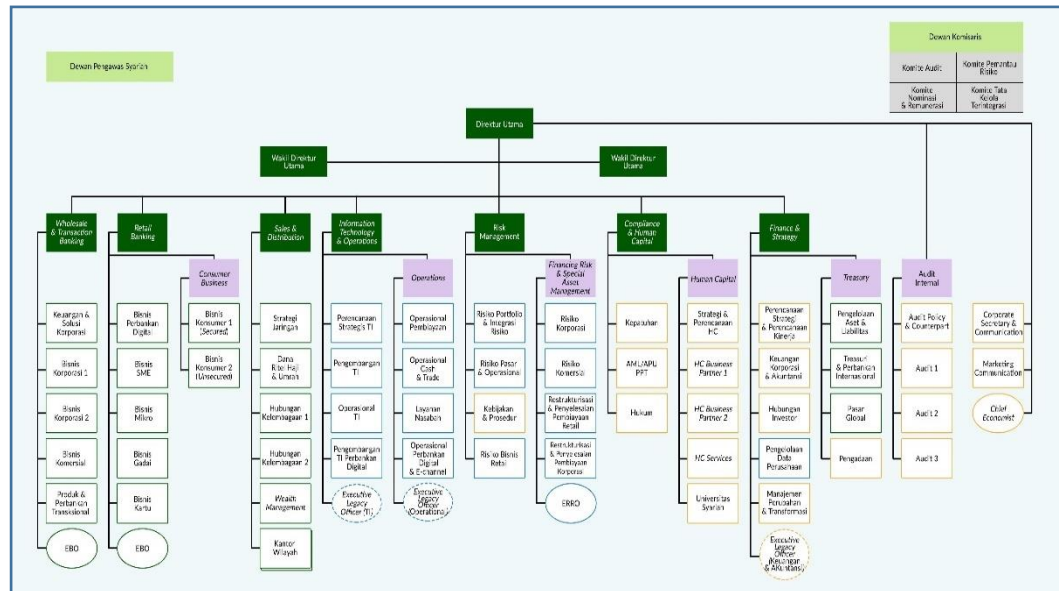 Dewan Pengawas Syariah
Dewan Komisaris
Komite Audit
Komite Pemantau
Risiko
Komite
Nominasi
& Remunerasi
Komite Tata
Kelola
Terintegrasi
Direktur Utama
Wakil Direktur
Utama
Wakil Direktur
Utama
Wholesale
& Transaction
Banking
Retail
Banking
Sales &
Distribution
Information
Technology
& Operations
Risk
Management
Compliance
& Human
Capital
Finance &
Strategy
Consumer
Business
Operations
Financing Risk
& Special
Asset
Management
Human Capital
Treasury
Audit
Internal
Keuangan &
Solusi
Korporasi
Bisnis
Korporasi 1
Bisnis
Korporasi 2
Bisnis
Komersial
Produk &
Perbankan
Transaksional
EBO
Bisnis
Perbankan
Digital
Bisnis
SME
Bisnis
Mikro
Bisnis
Gadai
Bisnis
Kartu
EBO
Bisnis
Konsumer 1
(Secured)
Bisnis
Konsumer 2
(Unsecured)
Strategi
Jaringan
Dana
Ritel Haji
& Umroh
Hubungan
Kelembagaan 1
Hubungan
Kelembagaan 2
Wealth
Management
Kantor
Wilayah
Perencanaan
Strategis TI
Pengembangan
TI
Operasional
TI
Pengembangan
TI Perbankan
Digital
Executive
Legacy
Officer (TI)
Operasional
Pembiayaan
Operasional
Cash
& Trade
Layanan
Nasabah
Operasional
Perbankan
Digital
& E-channel
Executive
Legacy
Officer
(Operational)
Risiko Portfolio
& Integrasi
Risiko
Risiko Pasar
& Operasional
Kebijakan
& Prosedur
Risiko Bisnis
Retail
Risiko
Korporasi
Risiko
Komersial
Restrukturisasi
& Penyelesaian
Pembiayaan
Retail
Restrukturisasi
& Penyelesaian
Pembiayaan
Korporasi
ERRO
Kepatuhan
AML/APU
PPT
Hukum
Strategi &
Perencanaan
HC
HC Business
Partner 1
HC Business
Partner 2
HC Services
Universitas
Syariah
Perencanaan
Strategi
& Perencanaan
Kinerja
Keuangan
Korporasi
& Akuntansi
Hubungan
Investor
Pengelolaan
Data
Perusahaan
Manajemen
Perubahan
& Transformasi
Executive
Legacy
Officer
(Keuangan
& AKuntansi)
Pengelolaan
Aset &
Liabilitas
Treasuri
& Perbankan
Internasional
Pasar
Global
Pengadaan
Audit Policy
& Counterpart
Audit 1
Audit 2
Audit 3
Corporate
Secretary &
Communication
Marketing
Communication
Chief
Economist